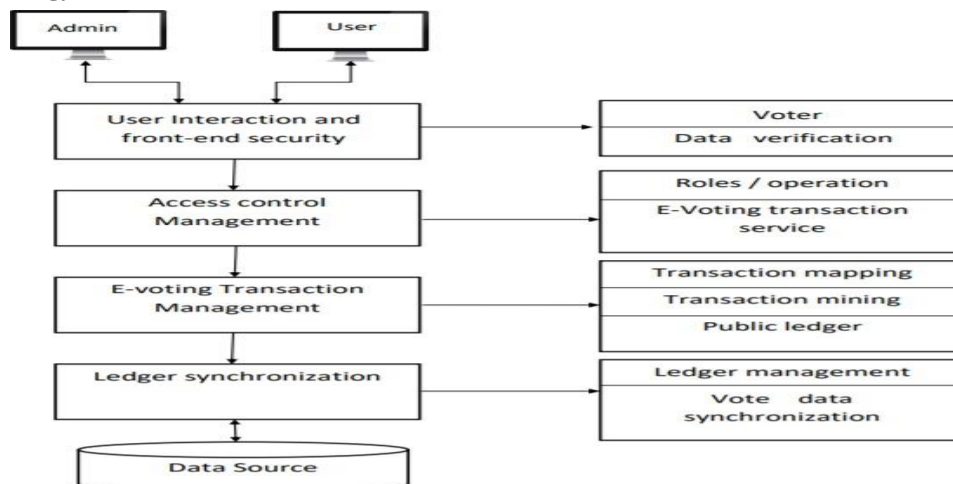 Admin
User
User Interaction and
front-end security
Voter
Data verification
Access control
Management
Roles / operation
E-Voting transaction
service
E-voting Transaction
Management
Transaction mapping
Transaction mining
Public ledger
Ledger synchronization
Ledger management
Vote data
synchronization
Data Source